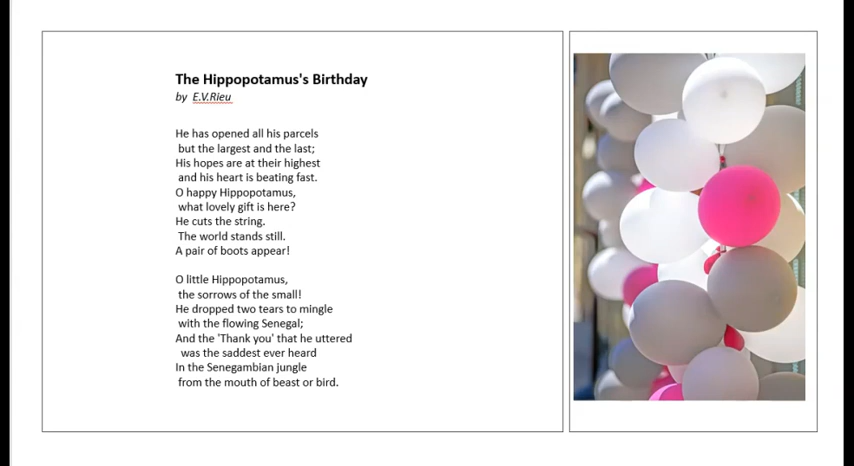 The Hippopotamus's Birthday
by E.V.Rieu
He has opened all his parcels
but the largest and the last;
His hopes are at their highest
and his heart is beating fast.
O happy Hippopotamus,
what lovely gift is here?
He cuts the string.
The world stands still.
A pair of boots appear!
O little Hippopotamus,
the sorrows of the small!
He dropped two tears to mingle
with the flowing Senegal;
And the 'Thank you' that he uttered
was the saddest ever heard
In the Senegambian jungle
from the mouth of beast or bird.